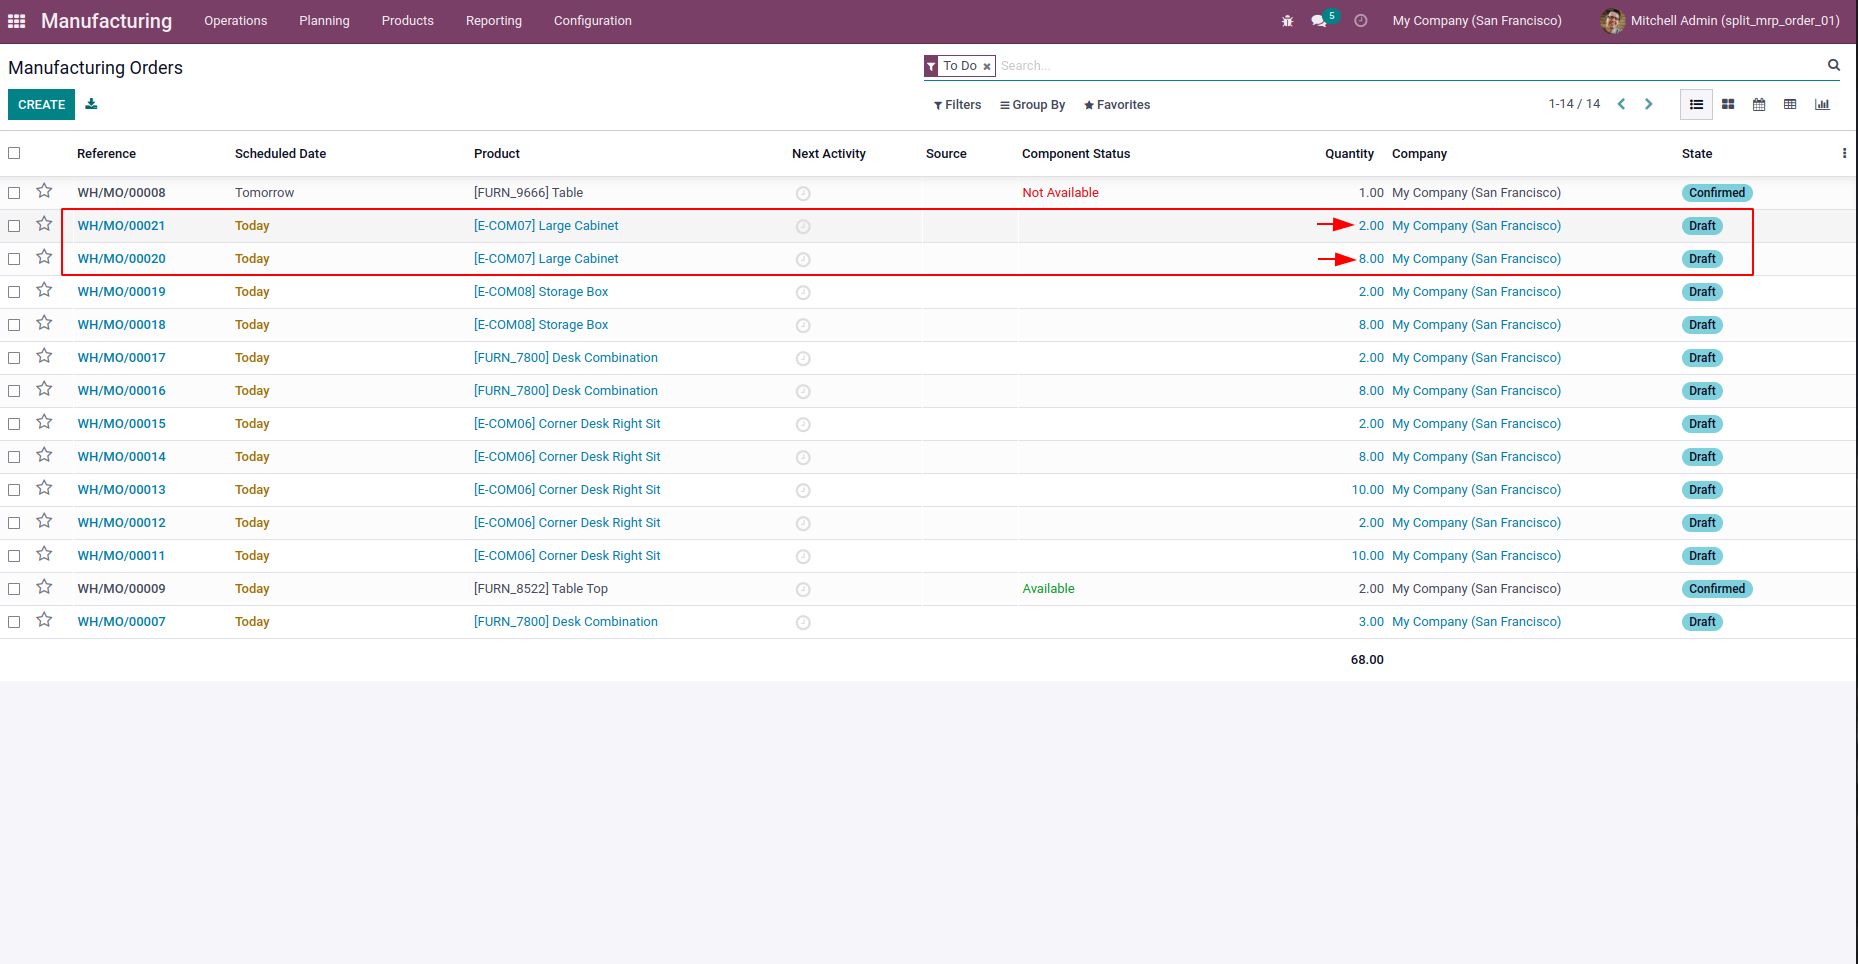 Manufacturing Operations Planning Products Reporting Configuration 5 My Company (San Francisco) Mitchell Admin (split_mrp_order_01)
Manufacturing Orders To Do × Search...
CREATE Filters Group By Favorites 1-14 / 14
Reference Scheduled Date Product Next Activity Source Component Status Quantity Company State
WH/MO/00008 Tomorrow [FURN_9666] Table Not Available 1.00 My Company (San Francisco) Confirmed
WH/MO/00021 Today [E-COM07] Large Cabinet 2.00 My Company (San Francisco) Draft
WH/MO/00020 Today [E-COM07] Large Cabinet 8.00 My Company (San Francisco) Draft
WH/MO/00019 Today [E-COM08] Storage Box 2.00 My Company (San Francisco) Draft
WH/MO/00018 Today [E-COM08] Storage Box 8.00 My Company (San Francisco) Draft
WH/MO/00017 Today [FURN_7800] Desk Combination 2.00 My Company (San Francisco) Draft
WH/MO/00016 Today [FURN_7800] Desk Combination 8.00 My Company (San Francisco) Draft
WH/MO/00015 Today [E-COM06] Corner Desk Right Sit 2.00 My Company (San Francisco) Draft
WH/MO/00014 Today [E-COM06] Corner Desk Right Sit 8.00 My Company (San Francisco) Draft
WH/MO/00013 Today [E-COM06] Corner Desk Right Sit 10.00 My Company (San Francisco) Draft
WH/MO/00012 Today [E-COM06] Corner Desk Right Sit 2.00 My Company (San Francisco) Draft
WH/MO/00011 Today [E-COM06] Corner Desk Right Sit 10.00 My Company (San Francisco) Draft
WH/MO/00009 Today [FURN_8522] Table Top Available 2.00 My Company (San Francisco) Confirmed
WH/MO/00007 Today [FURN_7800] Desk Combination 3.00 My Company (San Francisco) Draft
68.00